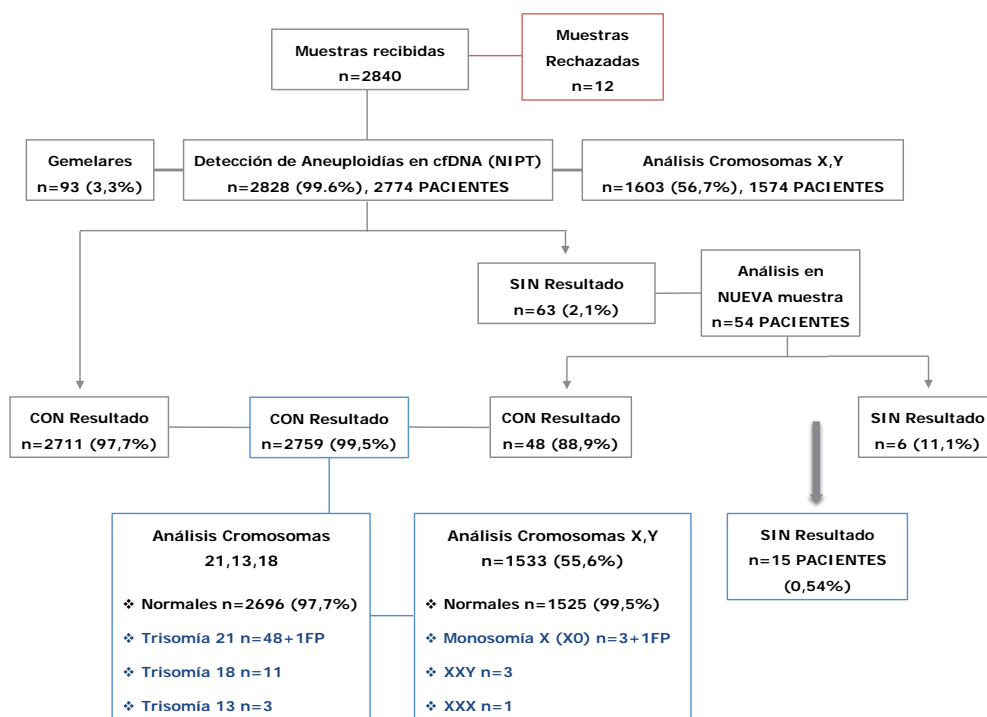 Muestras recibidas
n=2840
Muestras
Rechazadas
n=12
Gemelares
n=93 (3,3%)
Detección de Aneuploidías en cfDNA (NIPT)
n=2828 (99.6%), 2774 PACIENTES
Análisis Cromosomas X,Y
n=1603 (56,7%), 1574 PACIENTES
SIN Resultado
n=63 (2,1%)
Análisis en
NUEVA muestra
n=54 PACIENTES
CON Resultado
n=2711 (97,7%)
CON Resultado
n=2759 (99,5%)
CON Resultado
n=48 (88,9%)
SIN Resultado
n=6 (11,1%)
Análisis Cromosomas
21,13,18
❖ Normales n=2696 (97,7%)
❖ Trisomía 21 n=48+1FP
❖ Trisomía 18 n=11
❖ Trisomía 13 n=3
Análisis Cromosomas X,Y
n=1533 (55,6%)
❖ Normales n=1525 (99,5%)
❖ Monosomía X (X0) n=3+1FP
❖ XXY n=3
❖ XXX n=1
SIN Resultado
n=15 PACIENTES
(0,54%)